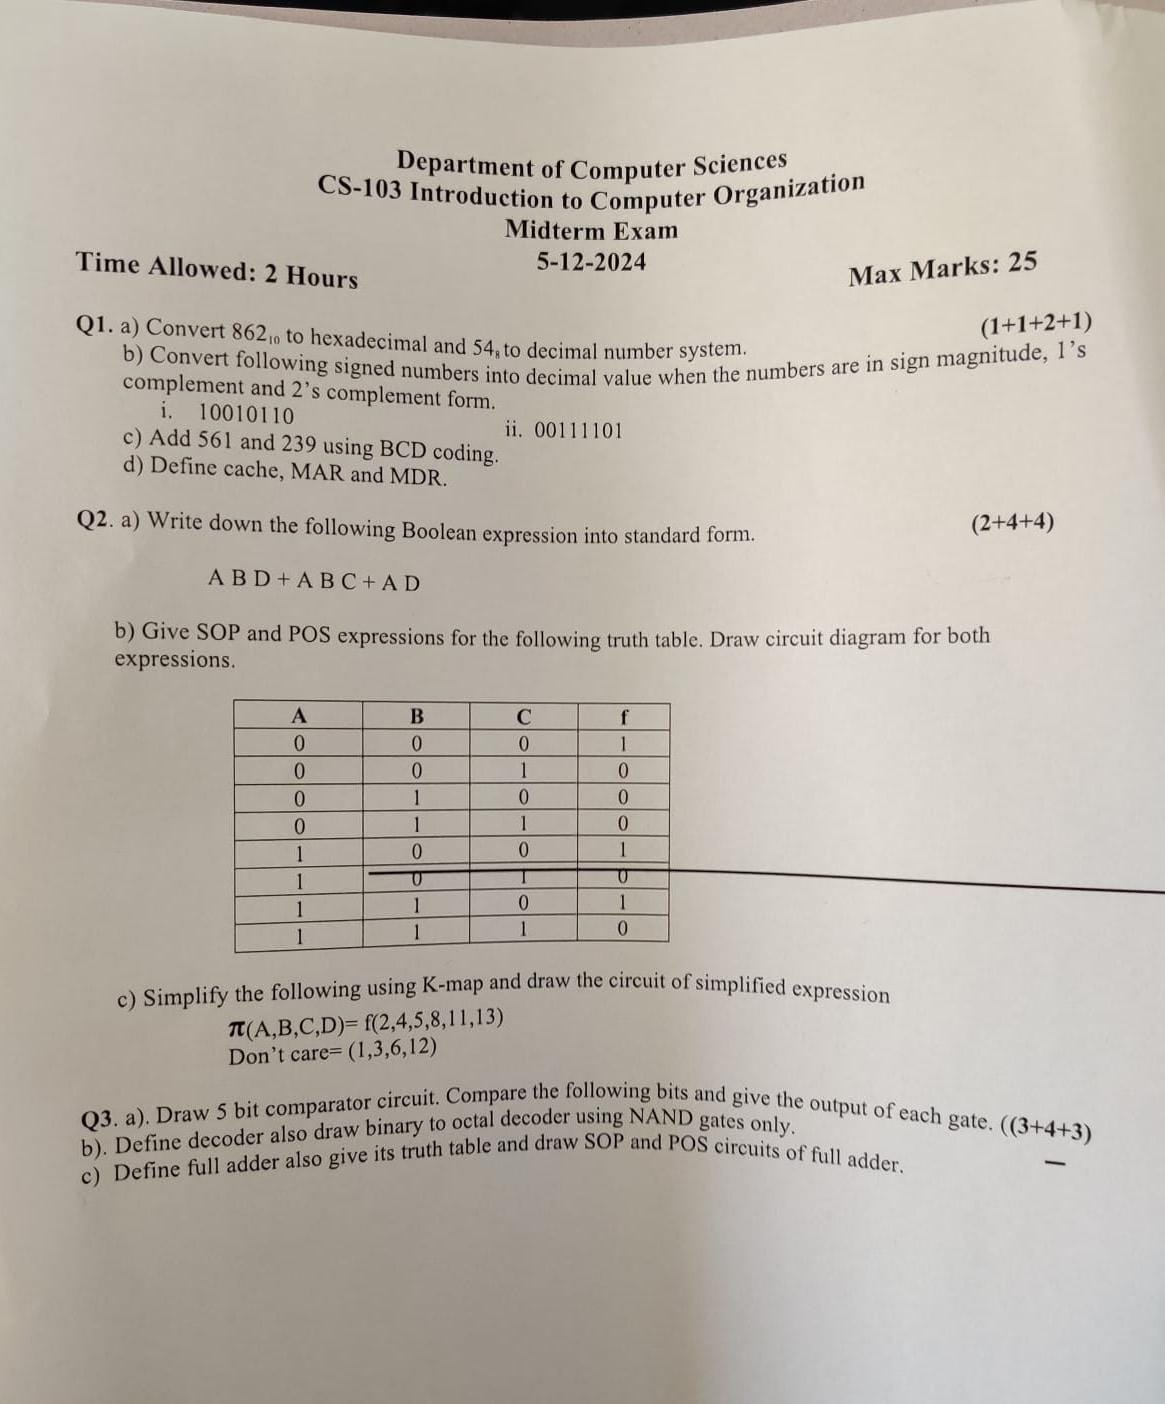 Department of Computer Sciences
CS-103 Introduction to Computer Organization
Midterm Exam
5-12-2024
Time Allowed: 2 Hours
Max Marks: 25
Q1. a) Convert 862₁₀ to hexadecimal and 54₈ to decimal number system. (1+1+2+1)
b) Convert following signed numbers into decimal value when the numbers are in sign magnitude, 1's
complement and 2's complement form.
i. 10010110 ii. 00111101
c) Add 561 and 239 using BCD coding.
d) Define cache, MAR and MDR.
Q2. a) Write down the following Boolean expression into standard form. (2+4+4)
A B D + A B C + A D
b) Give SOP and POS expressions for the following truth table. Draw circuit diagram for both
expressions.
A B C f
0 0 0 1
0 0 1 0
0 1 0 0
0 1 1 0
1 0 0 1
1 0 1 0
1 1 0 1
1 1 1 0
c) Simplify the following using K-map and draw the circuit of simplified expression
π(A,B,C,D)= f(2,4,5,8,11,13)
Don't care= (1,3,6,12)
Q3. a). Draw 5 bit comparator circuit. Compare the following bits and give the output of each gate. ((3+4+3)
b). Define decoder also draw binary to octal decoder using NAND gates only.
c) Define full adder also give its truth table and draw SOP and POS circuits of full adder.